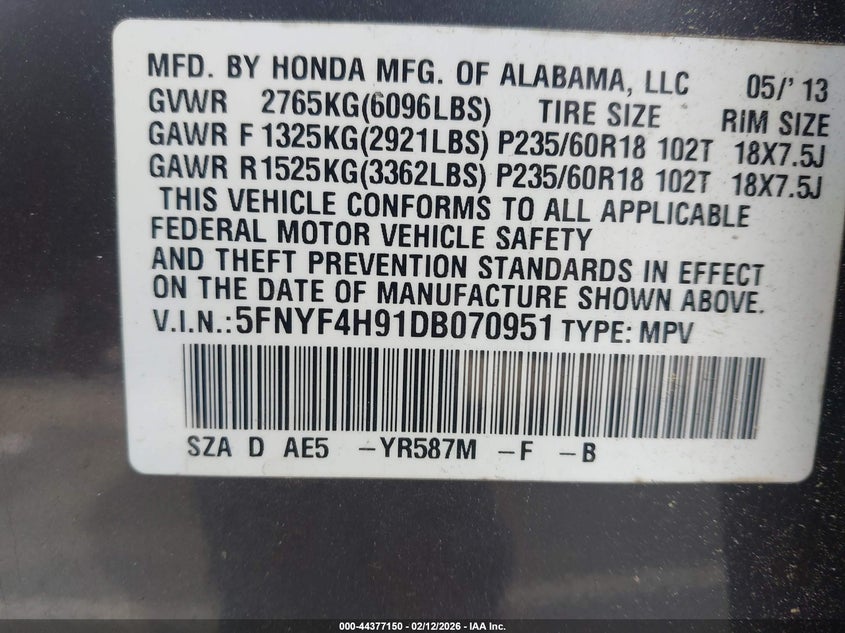 MFD. BY HONDA MFG. OF ALABAMA, LLC 05/' 13
GVWR 2765KG(6096LBS) TIRE SIZE RIM SIZE
GAWR F 1325KG(2921LBS) P235/60R18 102T 18X7.5J
GAWR R1525KG(3362LBS) P235/60R18 102T 18X7.5J
THIS VEHICLE CONFORMS TO ALL APPLICABLE
FEDERAL MOTOR VEHICLE SAFETY
AND THEFT PREVENTION STANDARDS IN EFFECT
ON THE DATE OF MANUFACTURE SHOWN ABOVE.
V.I.N.:5FNYF4H91DB070951 TYPE: MPV
SZA D AE5 -YR587M -F -B
000-44377150 - 02/12/2026 - IAA Inc.